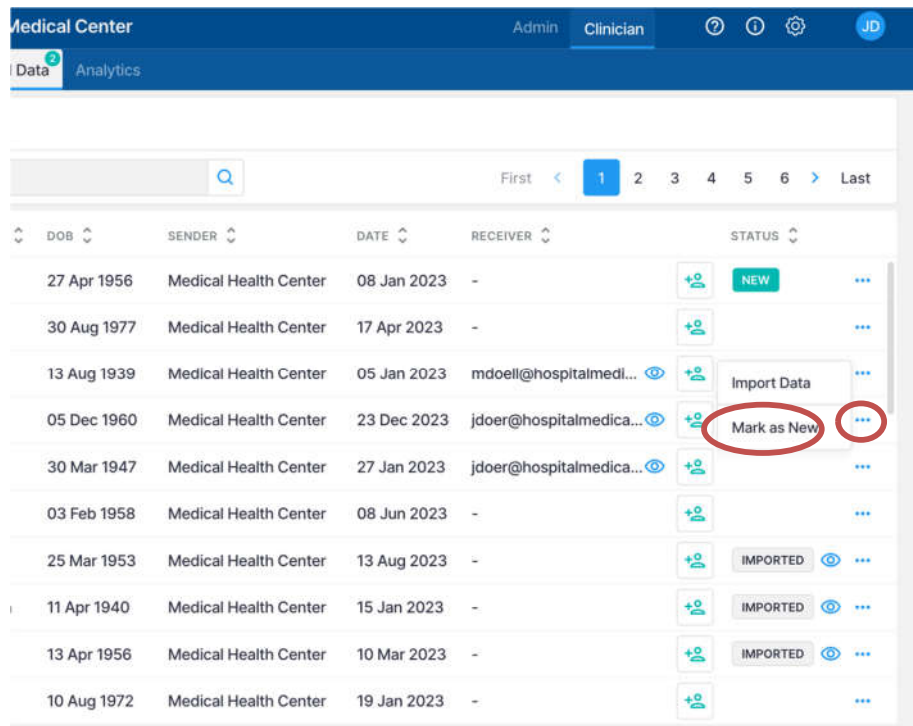 Medical Center Admin Clinician JD
Data 2 Analytics
First 1 2 3 4 5 6 Last
DOB SENDER DATE RECEIVER STATUS
27 Apr 1956 Medical Health Center 08 Jan 2023 - NEW
30 Aug 1977 Medical Health Center 17 Apr 2023 -
13 Aug 1939 Medical Health Center 05 Jan 2023 mdoell@hospitalmedi...
Import Data
05 Dec 1960 Medical Health Center 23 Dec 2023 jdoer@hospitalmedica... Mark as New
30 Mar 1947 Medical Health Center 27 Jan 2023 jdoer@hospitalmedica...
03 Feb 1958 Medical Health Center 08 Jun 2023 -
25 Mar 1953 Medical Health Center 13 Aug 2023 - IMPORTED
11 Apr 1940 Medical Health Center 15 Jan 2023 - IMPORTED
13 Apr 1956 Medical Health Center 10 Mar 2023 - IMPORTED
10 Aug 1972 Medical Health Center 19 Jan 2023 -